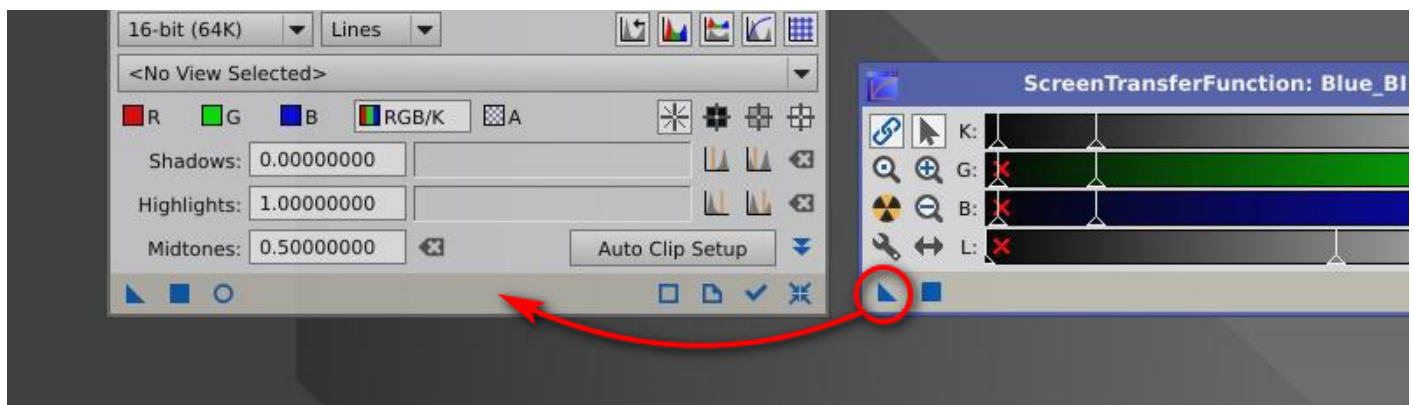 16-bit (64K) Lines
<No View Selected>
R G B RGB/K A
Shadows: 0.00000000
Highlights: 1.00000000
Midtones: 0.50000000 Auto Clip Setup
ScreenTransferFunction: Blue_BI
K:
G:
B:
L: